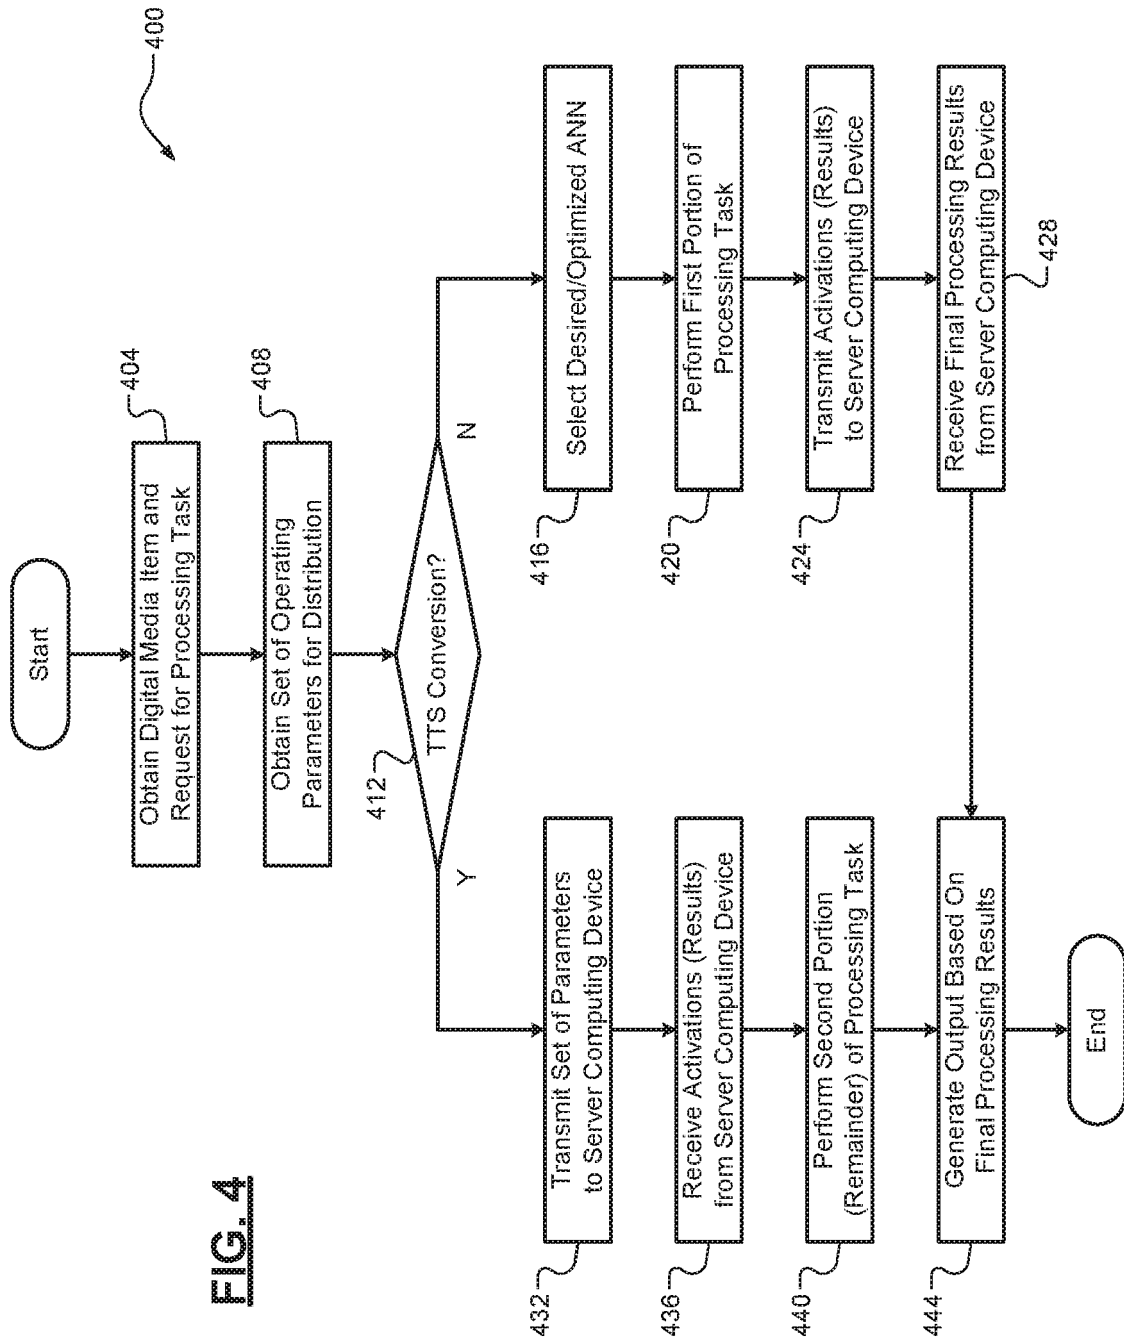 400
Start
Obtain Digital Media Item and
Request for Processing Task
404
Obtain Set of Operating
Parameters for Distribution
408
TTS Conversion?
412
Y
N
Select Desired/Optimized ANN
416
Perform First Portion of
Processing Task
420
Transmit Activations (Results)
to Server Computing Device
424
Receive Final Processing Results
from Server Computing Device
428
Transmit Set of Parameters
to Server Computing Device
432
Receive Activations (Results)
from Server Computing Device
436
Perform Second Portion
(Remainder) of Processing Task
440
Generate Output Based On
Final Processing Results
444
End
FIG. 4